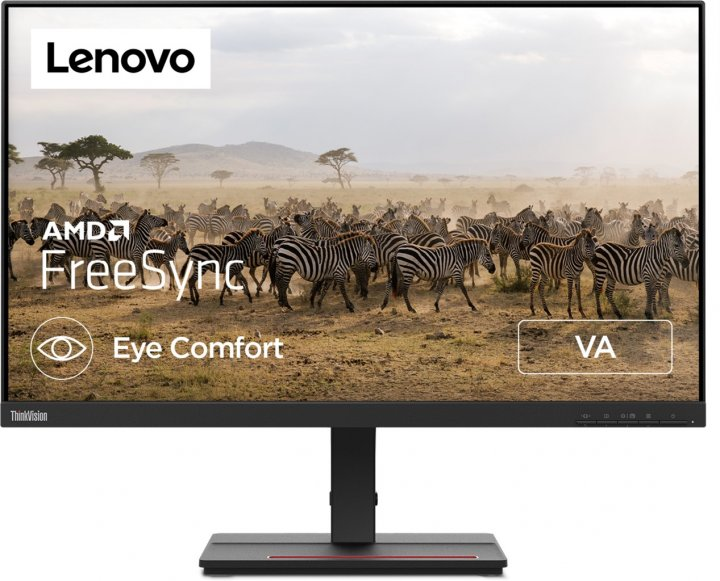 Lenovo
AMD
FreeSync
Eye Comfort
VA
ThinkVision